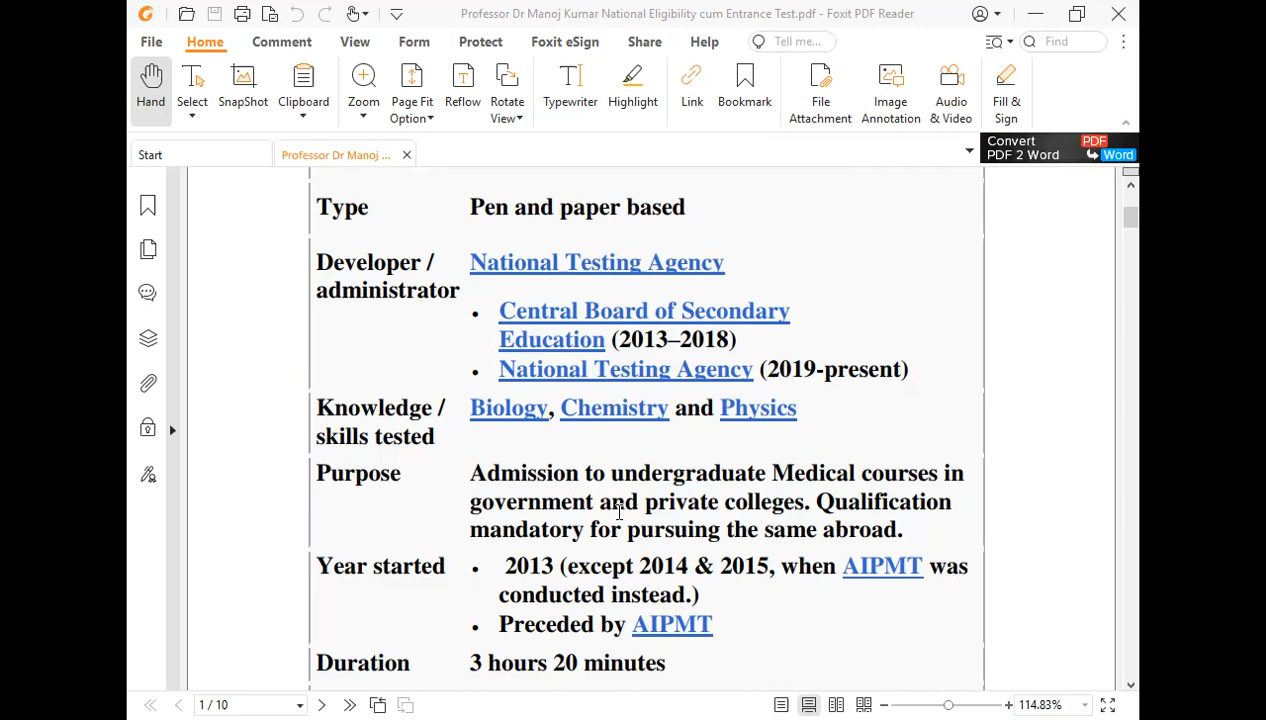 Professor Dr Manoj Kumar National Eligibility cum Entrance Test.pdf - Foxit PDF Reader
File Home Comment View Form Protect Foxit eSign Share Help Tell me... Find
Hand Select SnapShot Clipboard Zoom Page Fit Option Reflow Rotate View Typewriter Highlight Link Bookmark File Attachment Image Annotation Audio & Video Fill & Sign
Start Professor Dr Manoj ...
Convert PDF
PDF 2 Word Word
Type Pen and paper based
Developer / National Testing Agency
administrator
• Central Board of Secondary
Education (2013–2018)
• National Testing Agency (2019-present)
Knowledge / Biology, Chemistry and Physics
skills tested
Purpose Admission to undergraduate Medical courses in
government and private colleges. Qualification
mandatory for pursuing the same abroad.
Year started • 2013 (except 2014 & 2015, when AIPMT was
conducted instead.)
• Preceded by AIPMT
Duration 3 hours 20 minutes
1 / 10 114.83%